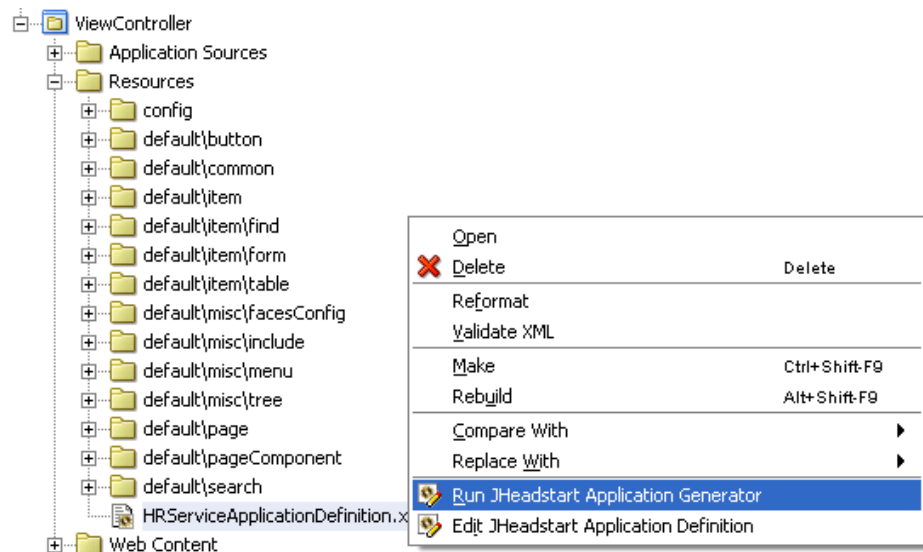 ViewController
Application Sources
Resources
config
default\button
default\common
default\item
default\item\find
default\item\form
default\item\table
default\misc\facesConfig
default\misc\include
default\misc\menu
default\misc\tree
default\page
default\pageComponent
default\search
HRServiceApplicationDefinition.x
Web Content
Open
Delete Delete
Reformat
Validate XML
Make Ctrl+Shift-F9
Rebuild Alt+Shift-F9
Compare With
Replace With
Run JHeadstart Application Generator
Edit JHeadstart Application Definition